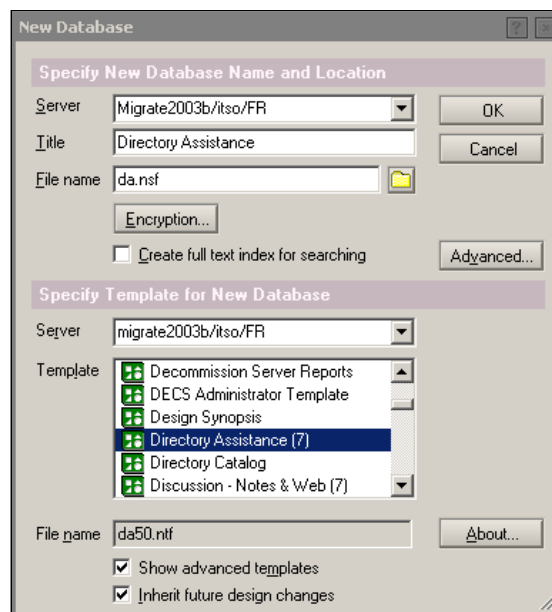 New Database
Specify New Database Name and Location
Server Migrate2003b/itso/FR OK
Title Directory Assistance Cancel
File name da.nsf
Encryption...
Create full text index for searching Advanced...
Specify Template for New Database
Server migrate2003b/itso/FR
Template Decommission Server Reports
DECS Administrator Template
Design Synopsis
Directory Assistance (7)
Directory Catalog
Discussion - Notes & Web (7)
File name da50.ntf About...
Show advanced templates
Inherit future design changes